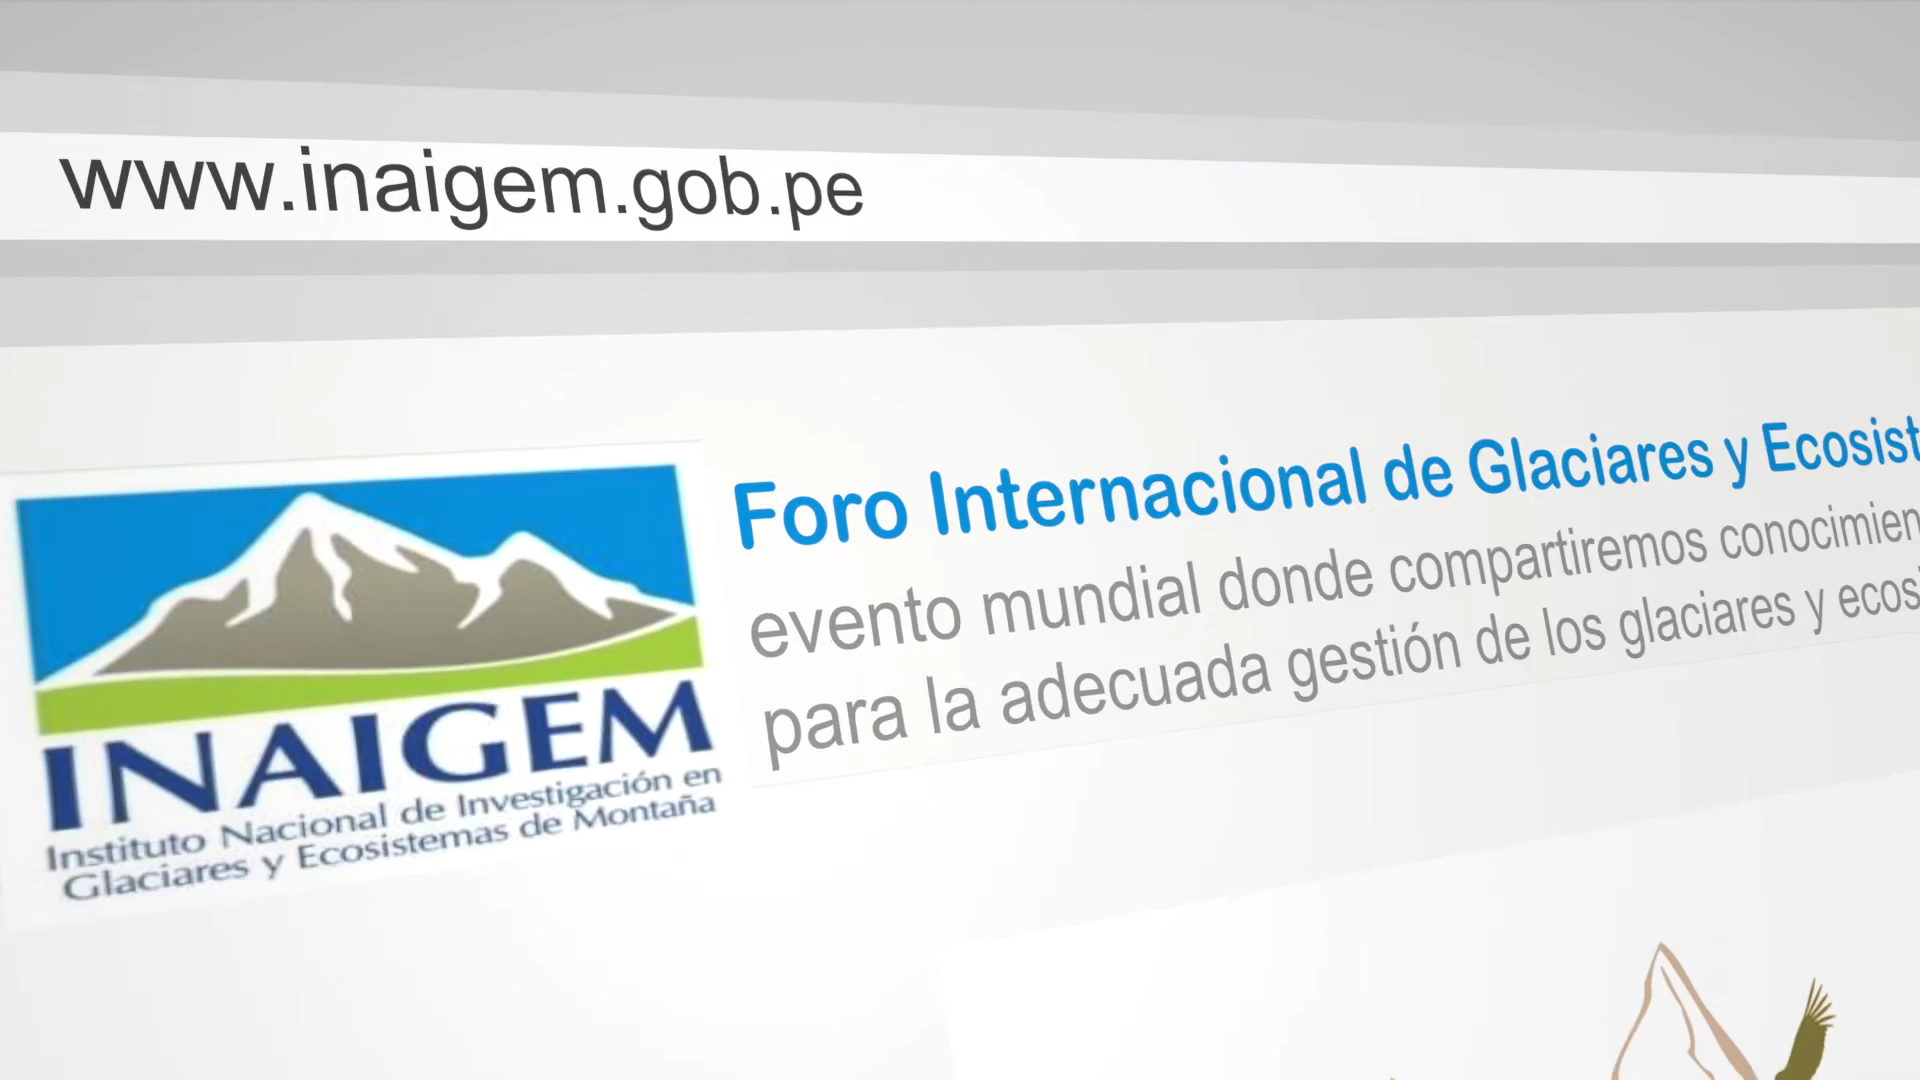 www.inaigem.gob.pe
Foro Internacional de Glaciares y
evento mundial donde compartiremos
para la adecuada gestión de los glaciares y
INAIGEM
Instituto Nacional de Investigación en
Glaciares y Ecosistemas de Montaña